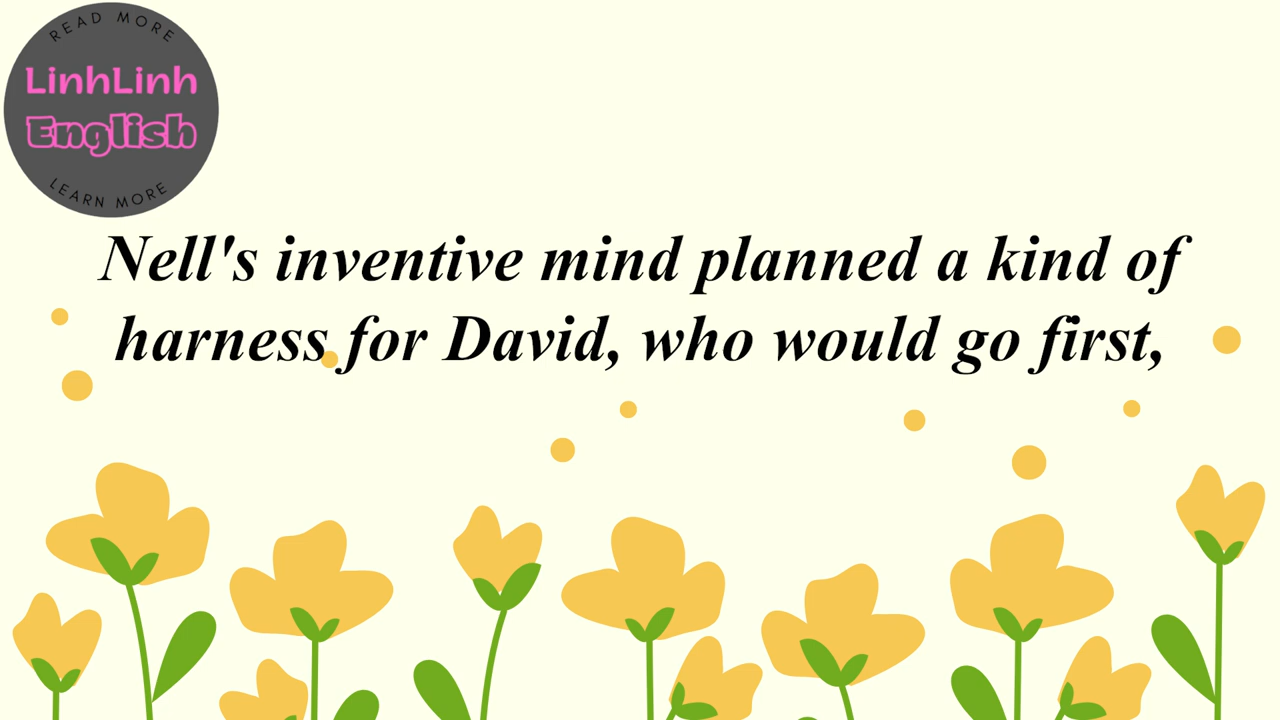 READ MORE
LinhLinh
English
LEARN MORE
Nell's inventive mind planned a kind of
harness for David, who would go first,